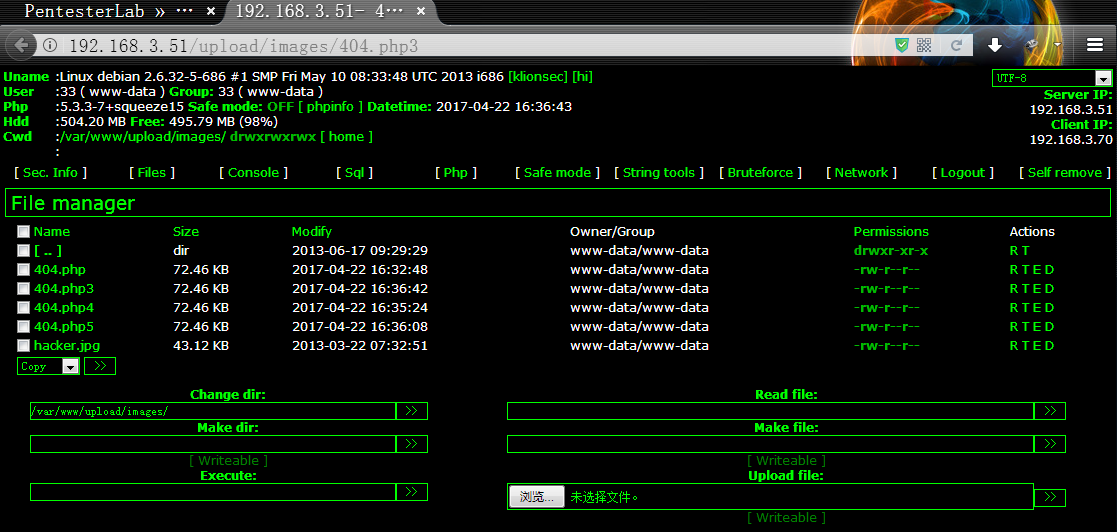 PentesterLab » ··· × 192.168.3.51- 4··· ×
192.168.3.51/upload/images/404.php3
Uname :Linux debian 2.6.32-5-686 #1 SMP Fri May 10 08:33:48 UTC 2013 i686 [klionsec] [hi] UTF-8
User :33 ( www-data ) Group: 33 ( www-data ) Server IP:
Php :5.3.3-7+squeeze15 Safe mode: OFF [ phpinfo ] Datetime: 2017-04-22 16:36:43 192.168.3.51
Hdd :504.20 MB Free: 495.79 MB (98%) Client IP:
Cwd :/var/www/upload/images/ drwxrwxrwx [ home ] 192.168.3.70
:
[ Sec. Info ] [ Files ] [ Console ] [ Sql ] [ Php ] [ Safe mode ] [ String tools ] [ Bruteforce ] [ Network ] [ Logout ] [ Self remove ]
File manager
Name Size Modify Owner/Group Permissions Actions
[ .. ] dir 2013-06-17 09:29:29 www-data/www-data drwxr-xr-x R T
404.php 72.46 KB 2017-04-22 16:32:48 www-data/www-data -rw-r--r-- R T E D
404.php3 72.46 KB 2017-04-22 16:36:42 www-data/www-data -rw-r--r-- R T E D
404.php4 72.46 KB 2017-04-22 16:35:24 www-data/www-data -rw-r--r-- R T E D
404.php5 72.46 KB 2017-04-22 16:36:08 www-data/www-data -rw-r--r-- R T E D
hacker.jpg 43.12 KB 2013-03-22 07:32:51 www-data/www-data -rw-r--r-- R T E D
Copy >>
Change dir: Read file:
/var/www/upload/images/ >> >>
Make dir: Make file:
>> >>
[ Writeable ] [ Writeable ]
Execute: Upload file:
>> 浏览... 未选择文件。 >>
[ Writeable ]